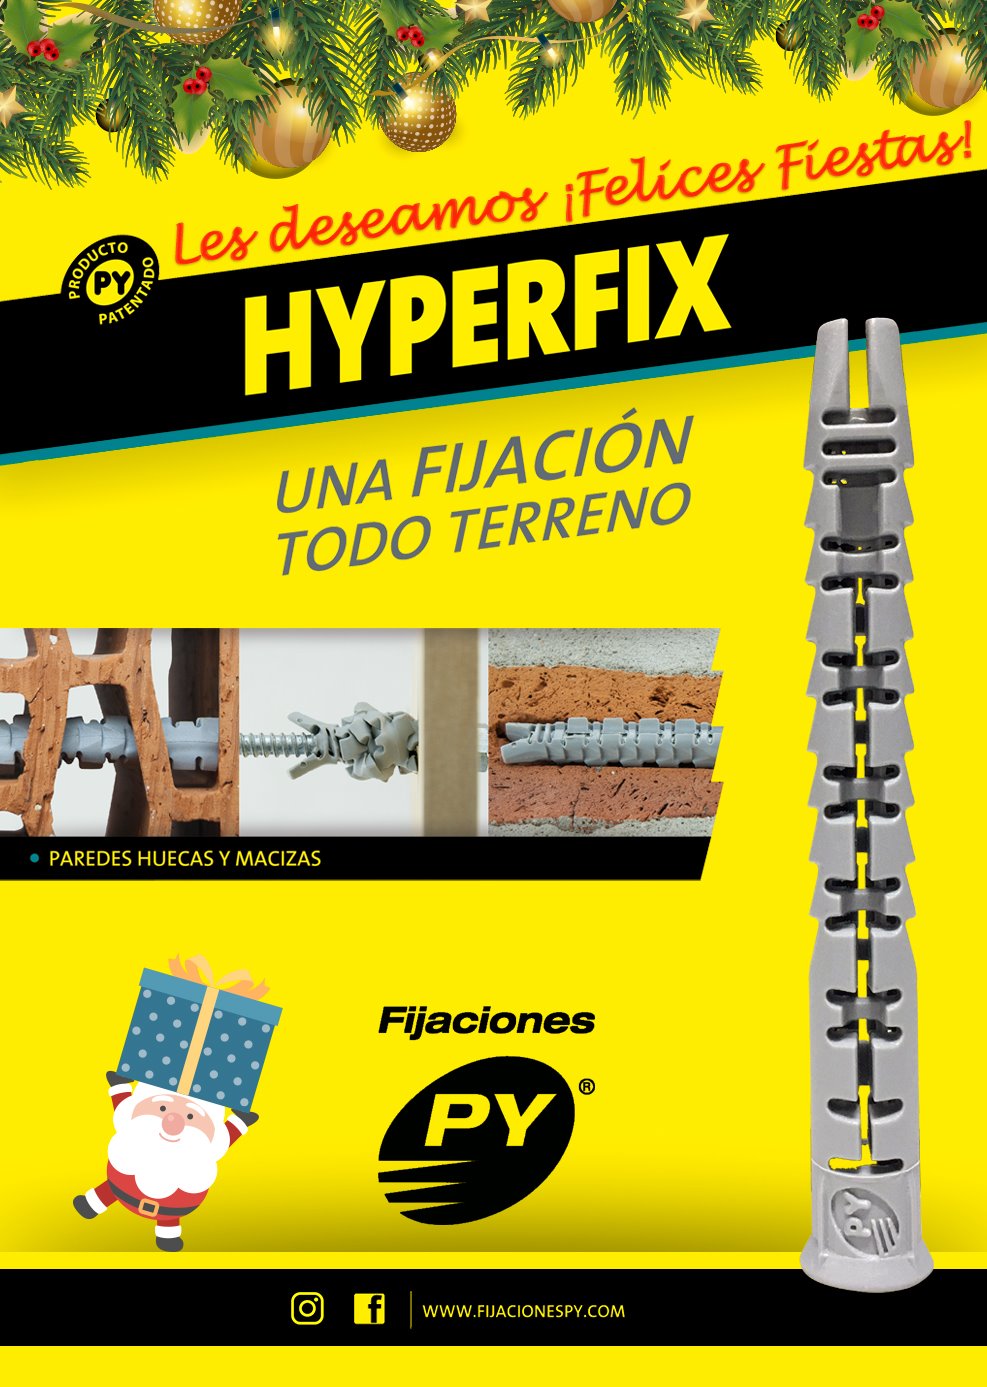 Les deseamos ¡Felices Fiestas!
PRODUCTO
PY
PATENTADO
HYPERFIX
UNA FIJACIÓN
TODO TERRENO
• PAREDES HUECAS Y MACIZAS
Fijaciones
PY®
PY
WWW.FIJACIONESPY.COM